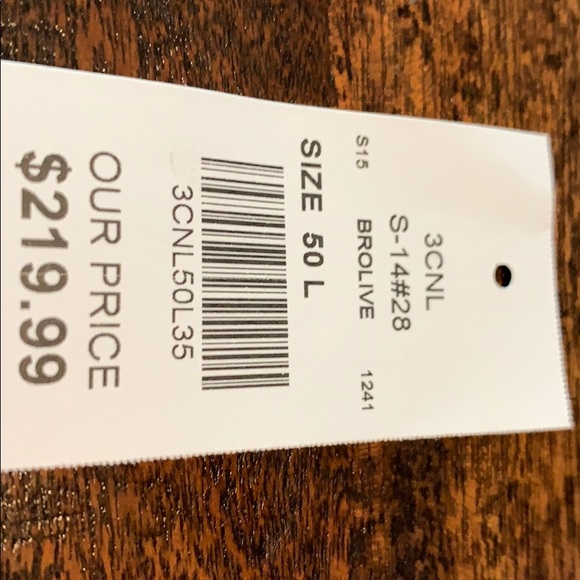 3CNL
S-14#28
S15 BROLIVE 1241
SIZE 50 L
3CNL50L35
OUR PRICE
$219.99